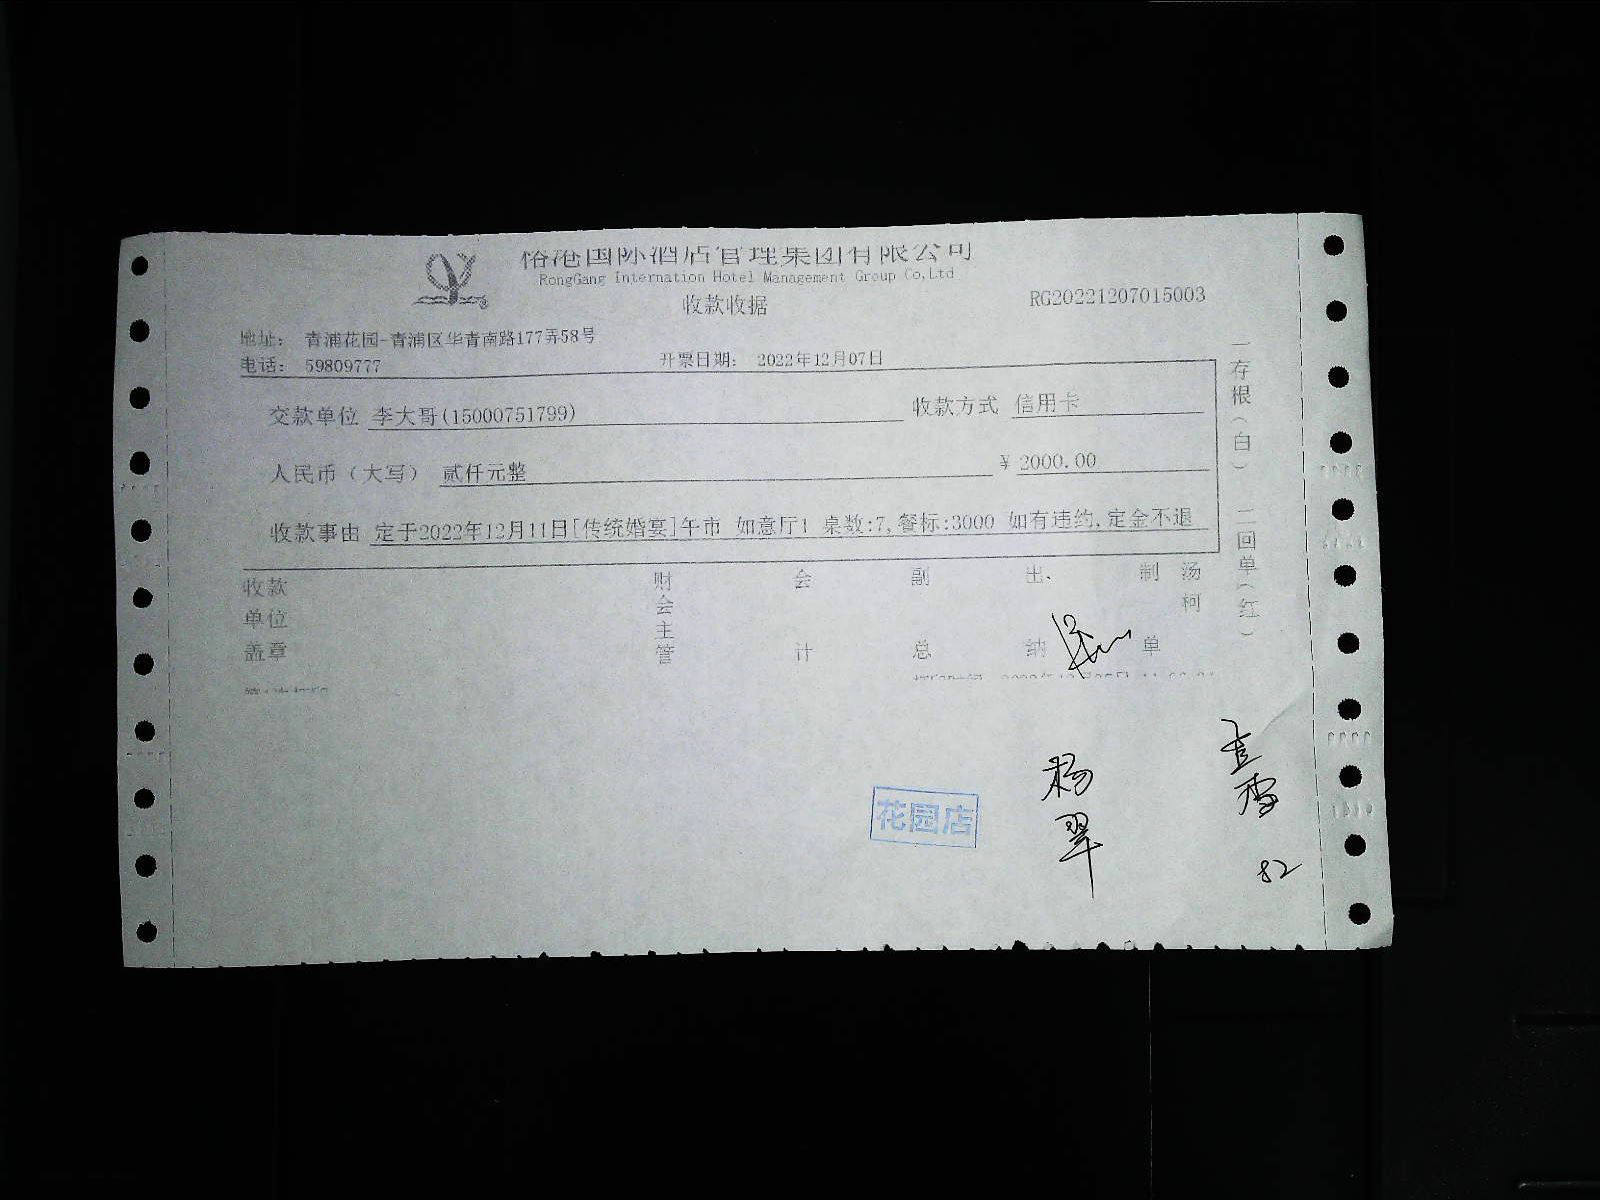 国际酒店管理集团有限公司
RongGang Internation Hotel Management Group Co,Ltd
收款收据
RG20221207015003
地址： 青浦花园-青浦区华青南路177弄58号
电话： 59809777
开票日期： 2022年12月07日
交款单位 李大哥(15000751799) 收款方式 信用卡
人民币（大写） 贰仟元整 ¥ 2000.00
收款事由 定于2022年12月11日[传统婚宴]午市 如意厅1 桌数:7,餐标:3000 如有违约,定金不退
一存根（白） 二回单（红）
收款单位盖章 财会主管 会计 副总 出纳 制单 汤柯
杨翠
花园店
82